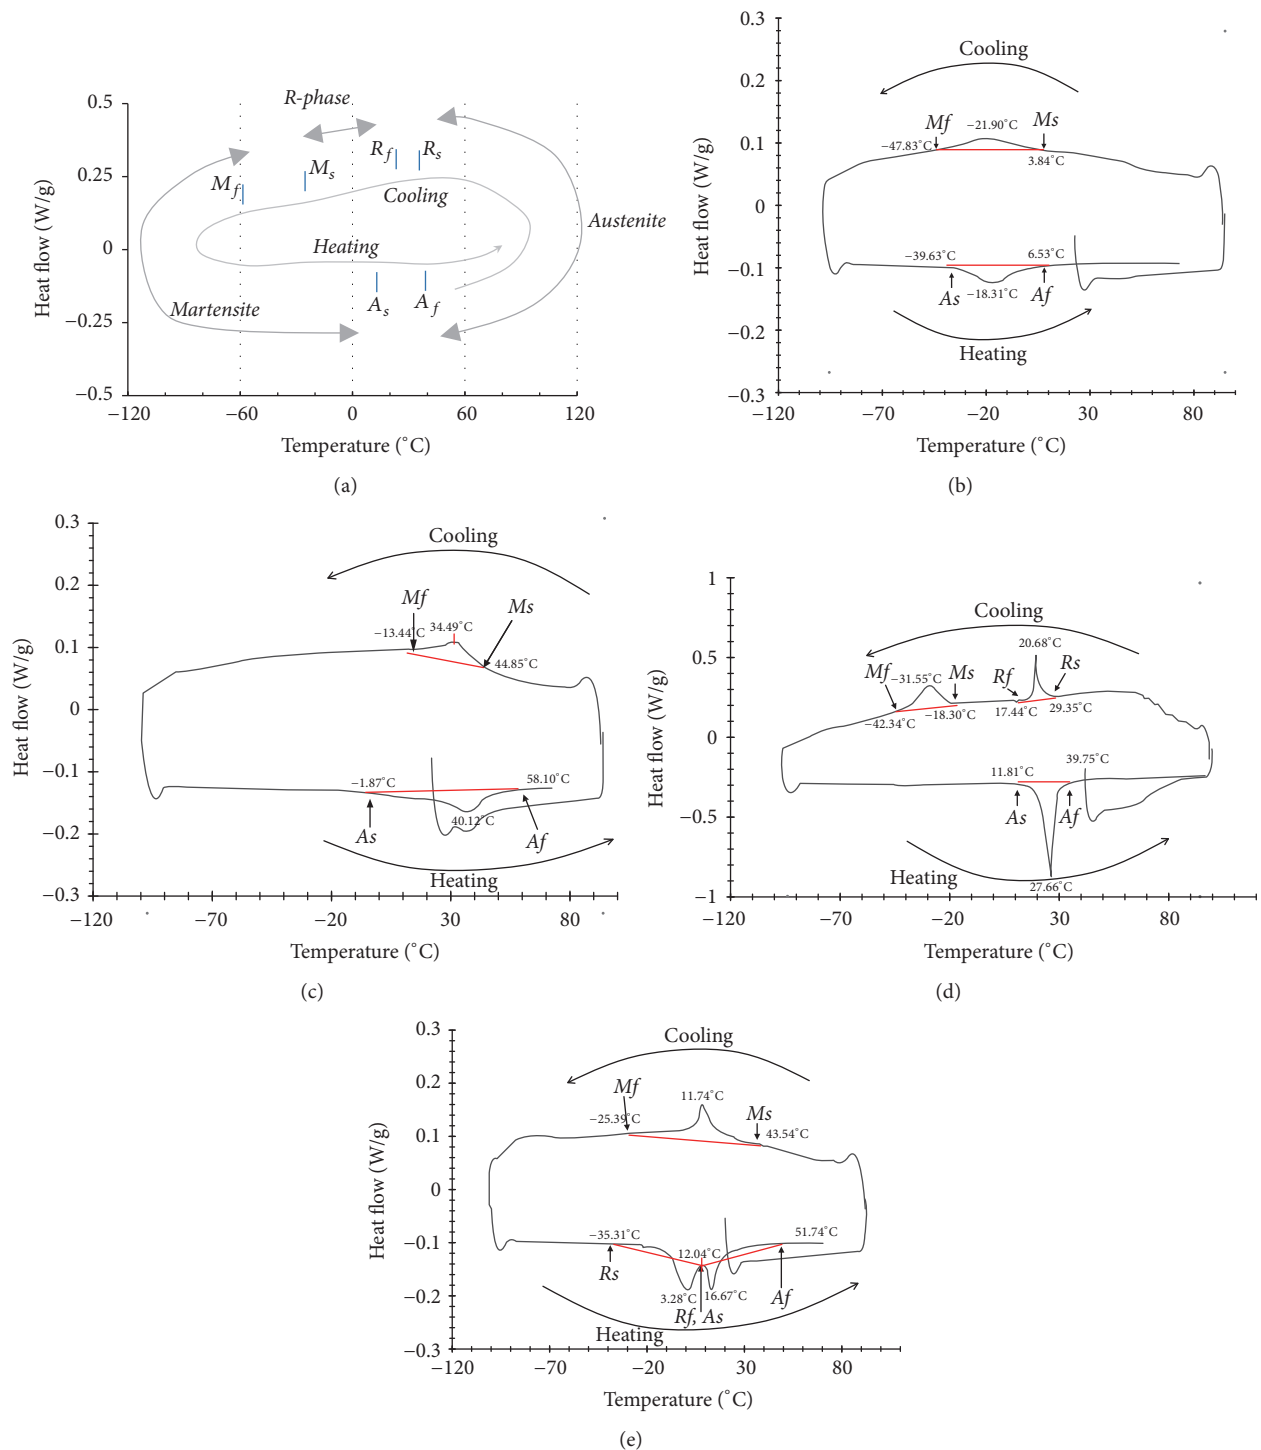 0.5
0.25
0
−0.25
−0.5
Heat flow (W/g)
R-phase
Mf
Ms
Rf
Rs
Cooling
Heating
Austenite
Martensite
As
Af
−120
−60
0
60
120
Temperature (°C)
(a)
0.3
0.2
0.1
0
−0.1
−0.2
−0.3
Heat flow (W/g)
Cooling
Mf
−21.90°C
Ms
−47.83°C
3.84°C
−39.63°C
6.53°C
As
−18.31°C
Af
Heating
−120
−70
−20
30
80
Temperature (°C)
(b)
0.3
0.2
0.1
0
−0.1
−0.2
−0.3
Heat flow (W/g)
Cooling
Mf
Ms
−13.44°C
34.49°C
44.85°C
−1.87°C
58.10°C
As
40.12°C
Af
Heating
−120
−70
−20
30
80
Temperature (°C)
(c)
1
0.5
0
−0.5
−1
Heat flow (W/g)
Cooling
20.68°C
Mf
−31.55°C
Ms
Rf
Rs
−42.34°C
−18.30°C
17.44°C
29.35°C
11.81°C
39.75°C
As
Af
Heating
27.66°C
−120
−70
−20
30
80
Temperature (°C)
(d)
0.3
0.2
0.1
0
−0.1
−0.2
−0.3
Heat flow (W/g)
Cooling
Mf
11.74°C
Ms
−25.39°C
43.54°C
−35.31°C
12.04°C
51.74°C
Rs
3.28°C
16.67°C
Af
Rf, As
Heating
−120
−70
−20
30
80
Temperature (°C)
(e)